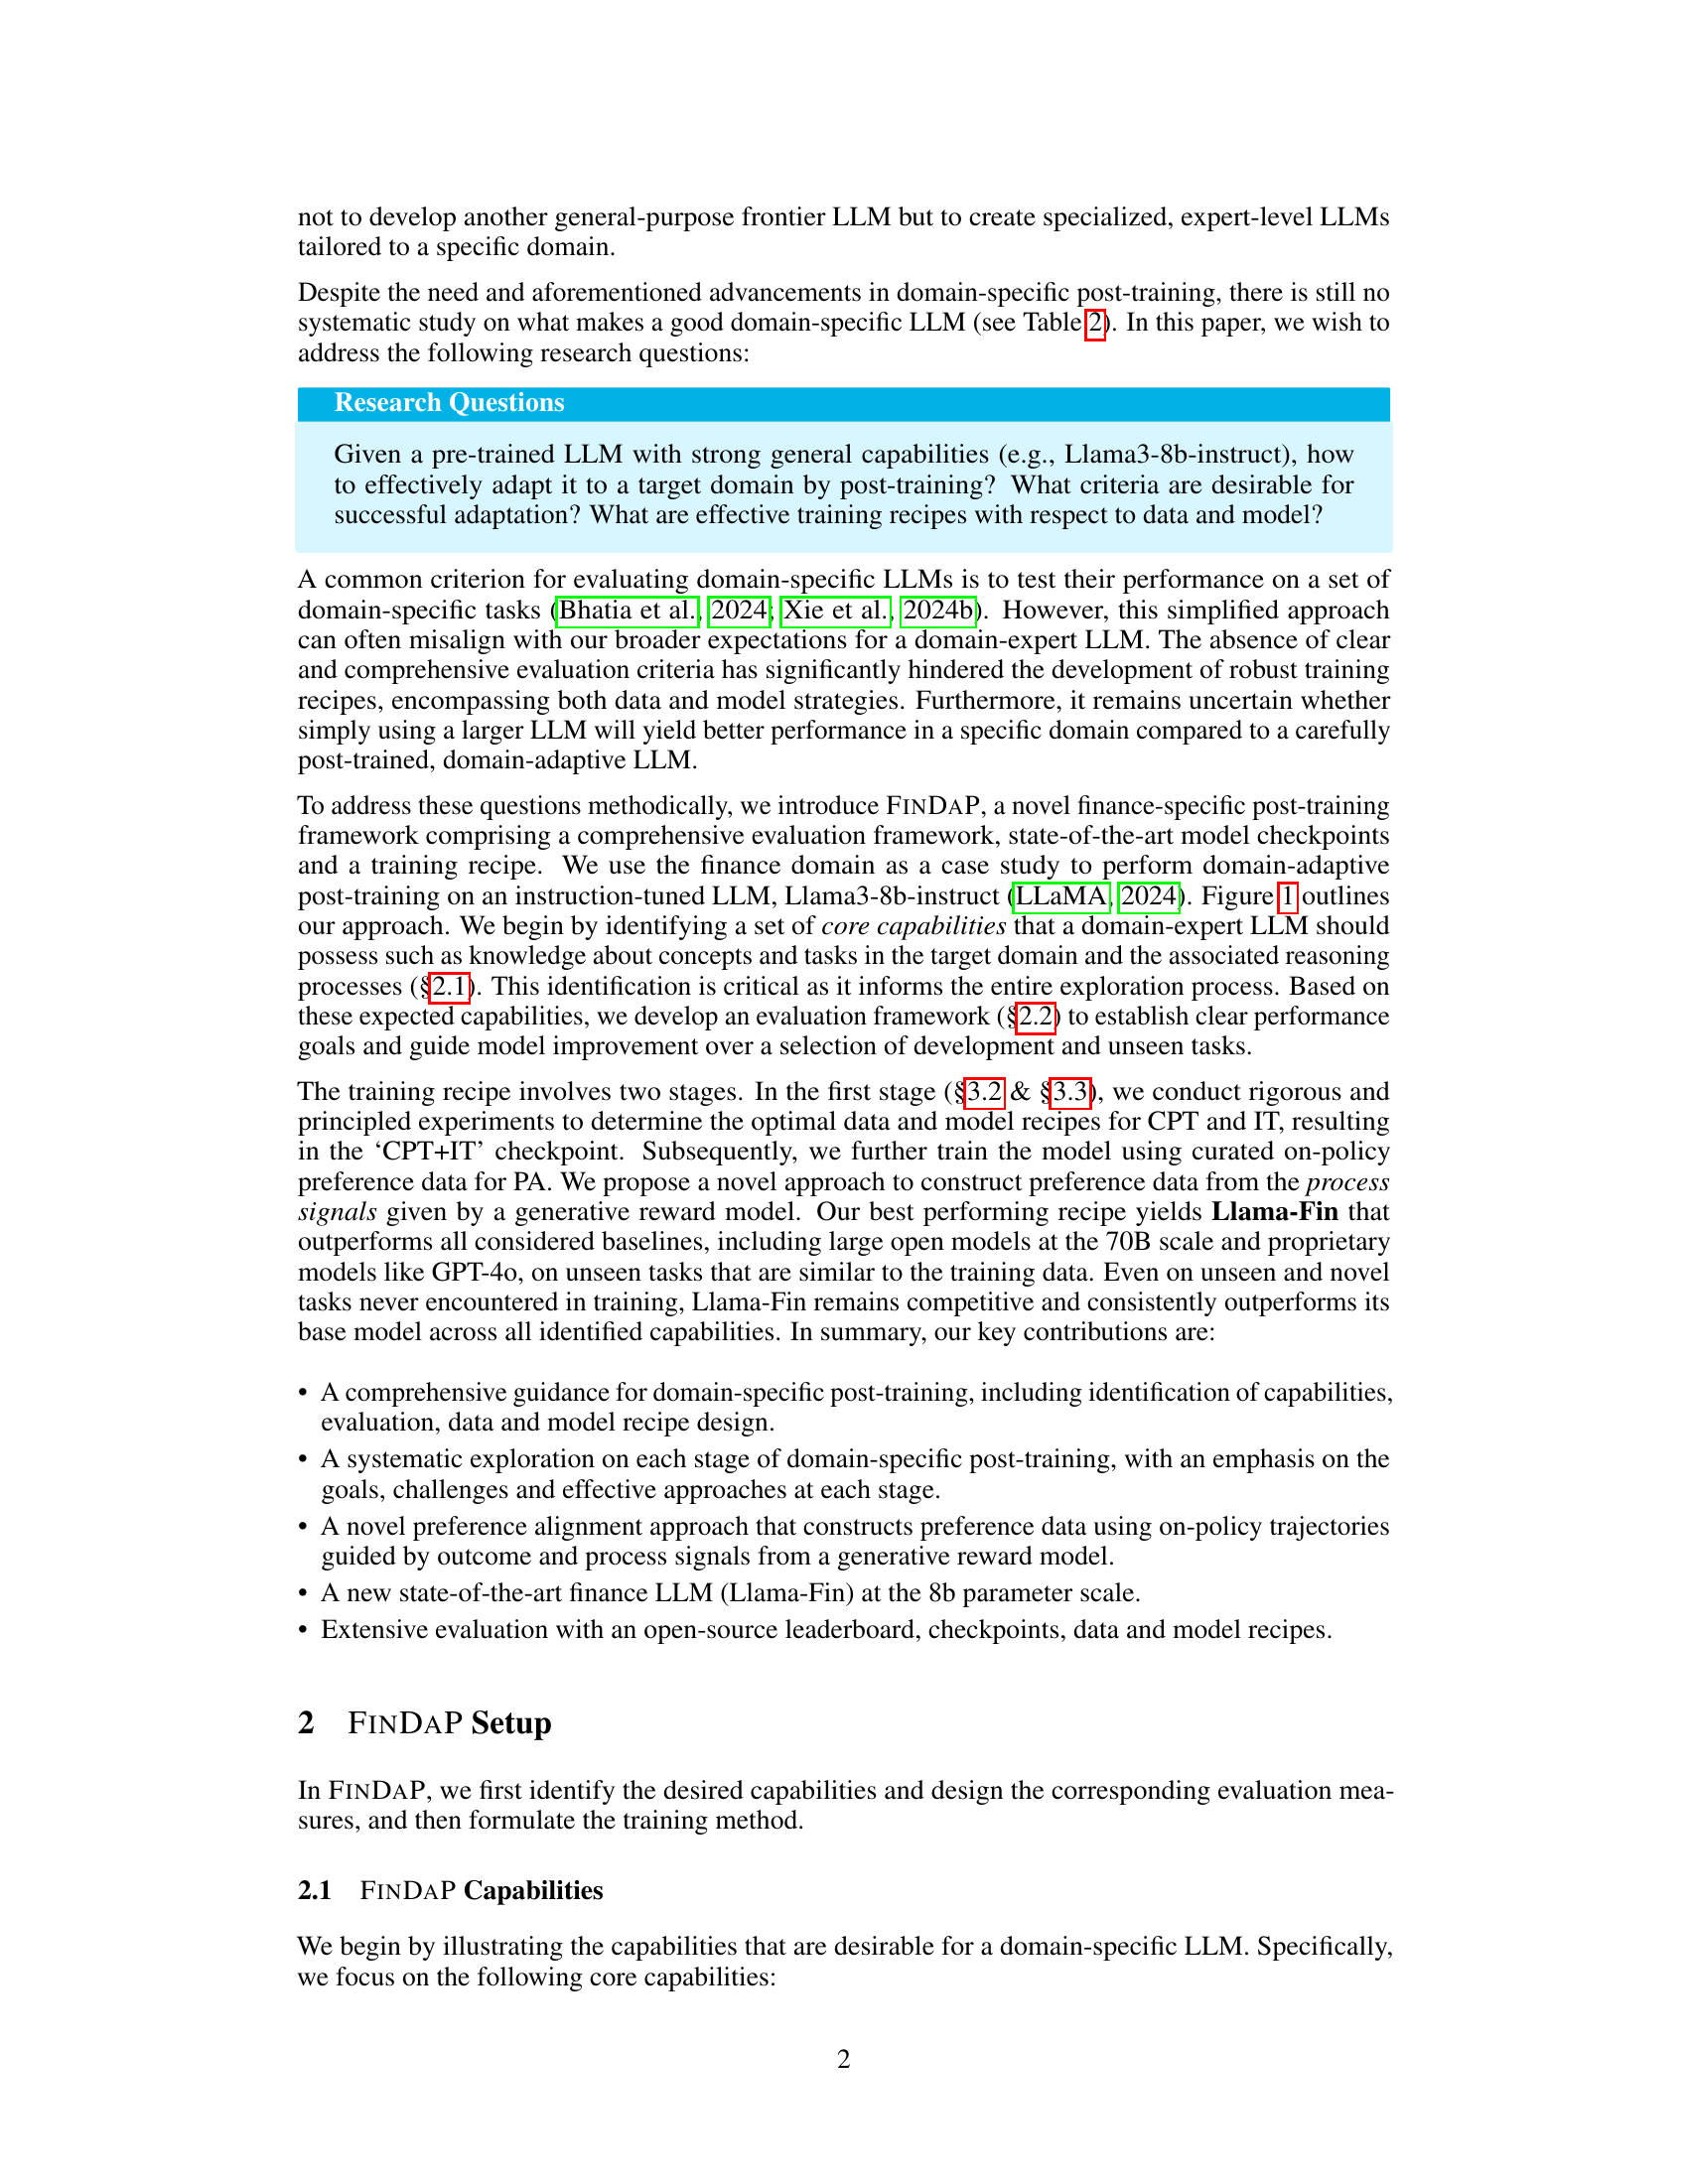 not to develop another general-purpose frontier LLM but to create specialized, expert-level LLMs
tailored to a specific domain.
Despite the need and aforementioned advancements in domain-specific post-training, there is still no
systematic study on what makes a good domain-specific LLM (see Table 2). In this paper, we wish to
address the following research questions:
Research Questions
Given a pre-trained LLM with strong general capabilities (e.g., Llama3-8b-instruct), how
to effectively adapt it to a target domain by post-training? What criteria are desirable for
successful adaptation? What are effective training recipes with respect to data and model?
A common criterion for evaluating domain-specific LLMs is to test their performance on a set of
domain-specific tasks (Bhatia et al., 2024; Xie et al., 2024b). However, this simplified approach
can often misalign with our broader expectations for a domain-expert LLM. The absence of clear
and comprehensive evaluation criteria has significantly hindered the development of robust training
recipes, encompassing both data and model strategies. Furthermore, it remains uncertain whether
simply using a larger LLM will yield better performance in a specific domain compared to a carefully
post-trained, domain-adaptive LLM.
To address these questions methodically, we introduce FINDAP, a novel finance-specific post-training
framework comprising a comprehensive evaluation framework, state-of-the-art model checkpoints
and a training recipe. We use the finance domain as a case study to perform domain-adaptive
post-training on an instruction-tuned LLM, Llama3-8b-instruct (LLaMA, 2024). Figure 1 outlines
our approach. We begin by identifying a set of core capabilities that a domain-expert LLM should
possess such as knowledge about concepts and tasks in the target domain and the associated reasoning
processes (§2.1). This identification is critical as it informs the entire exploration process. Based on
these expected capabilities, we develop an evaluation framework (§2.2) to establish clear performance
goals and guide model improvement over a selection of development and unseen tasks.
The training recipe involves two stages. In the first stage (§3.2 & §3.3), we conduct rigorous and
principled experiments to determine the optimal data and model recipes for CPT and IT, resulting
in the ‘CPT+IT’ checkpoint. Subsequently, we further train the model using curated on-policy
preference data for PA. We propose a novel approach to construct preference data from the process
signals given by a generative reward model. Our best performing recipe yields Llama-Fin that
outperforms all considered baselines, including large open models at the 70B scale and proprietary
models like GPT-4o, on unseen tasks that are similar to the training data. Even on unseen and novel
tasks never encountered in training, Llama-Fin remains competitive and consistently outperforms its
base model across all identified capabilities. In summary, our key contributions are:
• A comprehensive guidance for domain-specific post-training, including identification of capabilities,
evaluation, data and model recipe design.
• A systematic exploration on each stage of domain-specific post-training, with an emphasis on the
goals, challenges and effective approaches at each stage.
• A novel preference alignment approach that constructs preference data using on-policy trajectories
guided by outcome and process signals from a generative reward model.
• A new state-of-the-art finance LLM (Llama-Fin) at the 8b parameter scale.
• Extensive evaluation with an open-source leaderboard, checkpoints, data and model recipes.
2 FINDAP Setup
In FINDAP, we first identify the desired capabilities and design the corresponding evaluation mea-
sures, and then formulate the training method.
2.1 FINDAP Capabilities
We begin by illustrating the capabilities that are desirable for a domain-specific LLM. Specifically,
we focus on the following core capabilities:
2